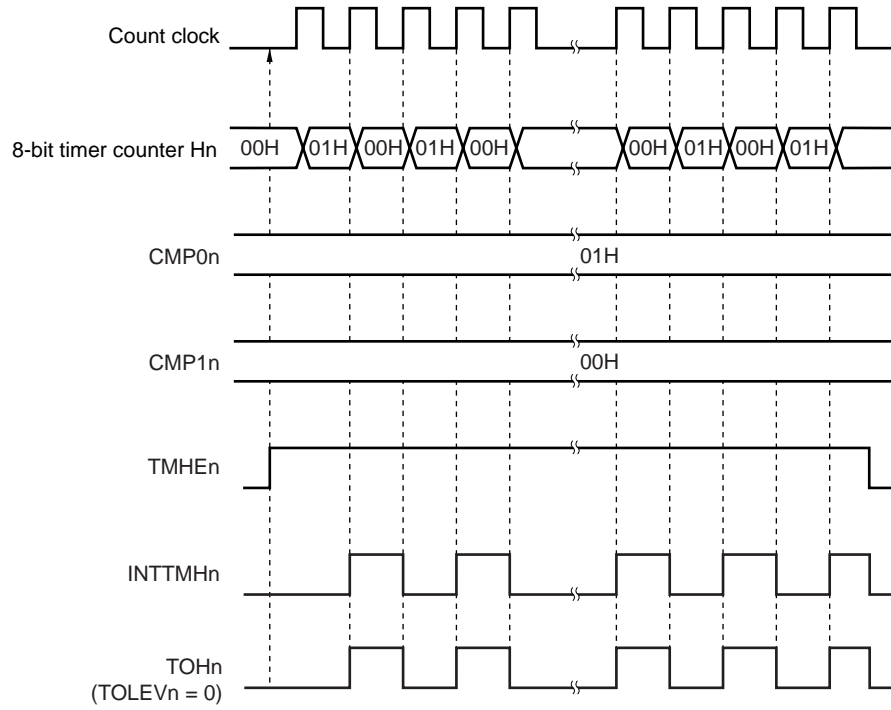 Count clock
8-bit timer counter Hn 00H 01H 00H 01H 00H 00H 01H 00H 01H
CMP0n 01H
CMP1n 00H
TMHEn
INTTMHn
TOHn
(TOLEVn = 0)